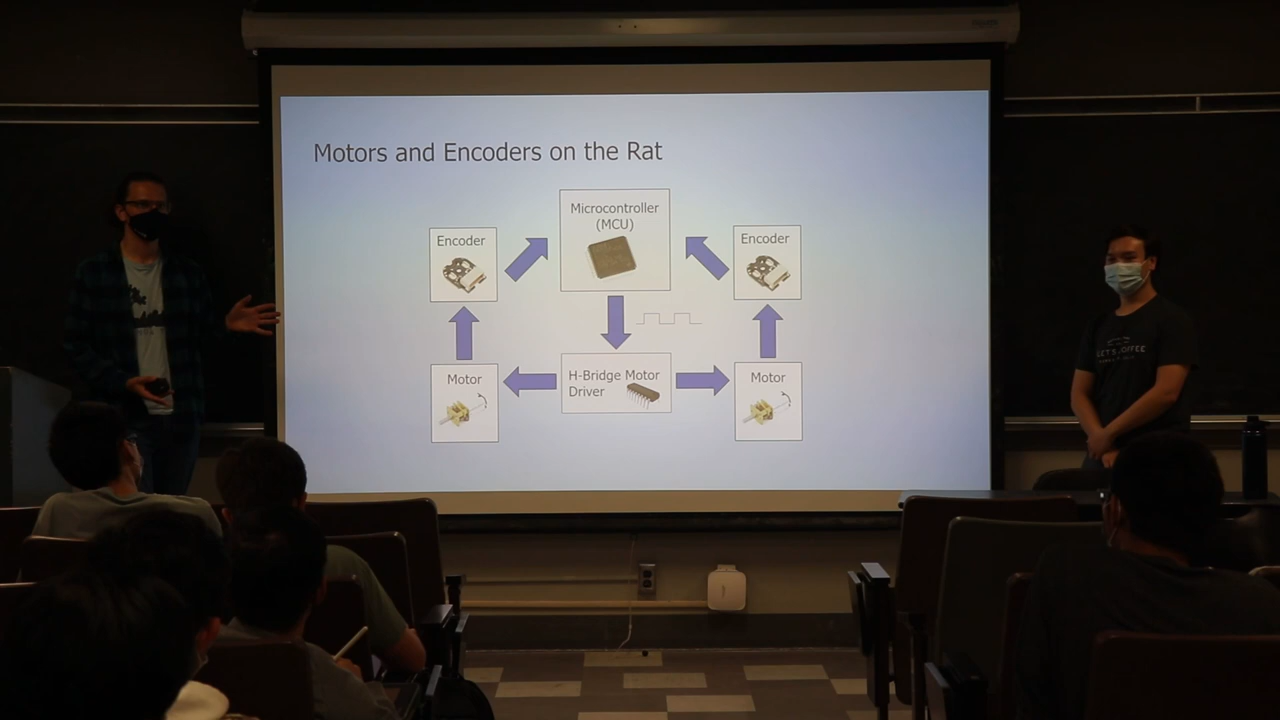 Motors and Encoders on the Rat
Microcontroller
(MCU)
Encoder
Encoder
Motor
H-Bridge Motor
Driver
Motor